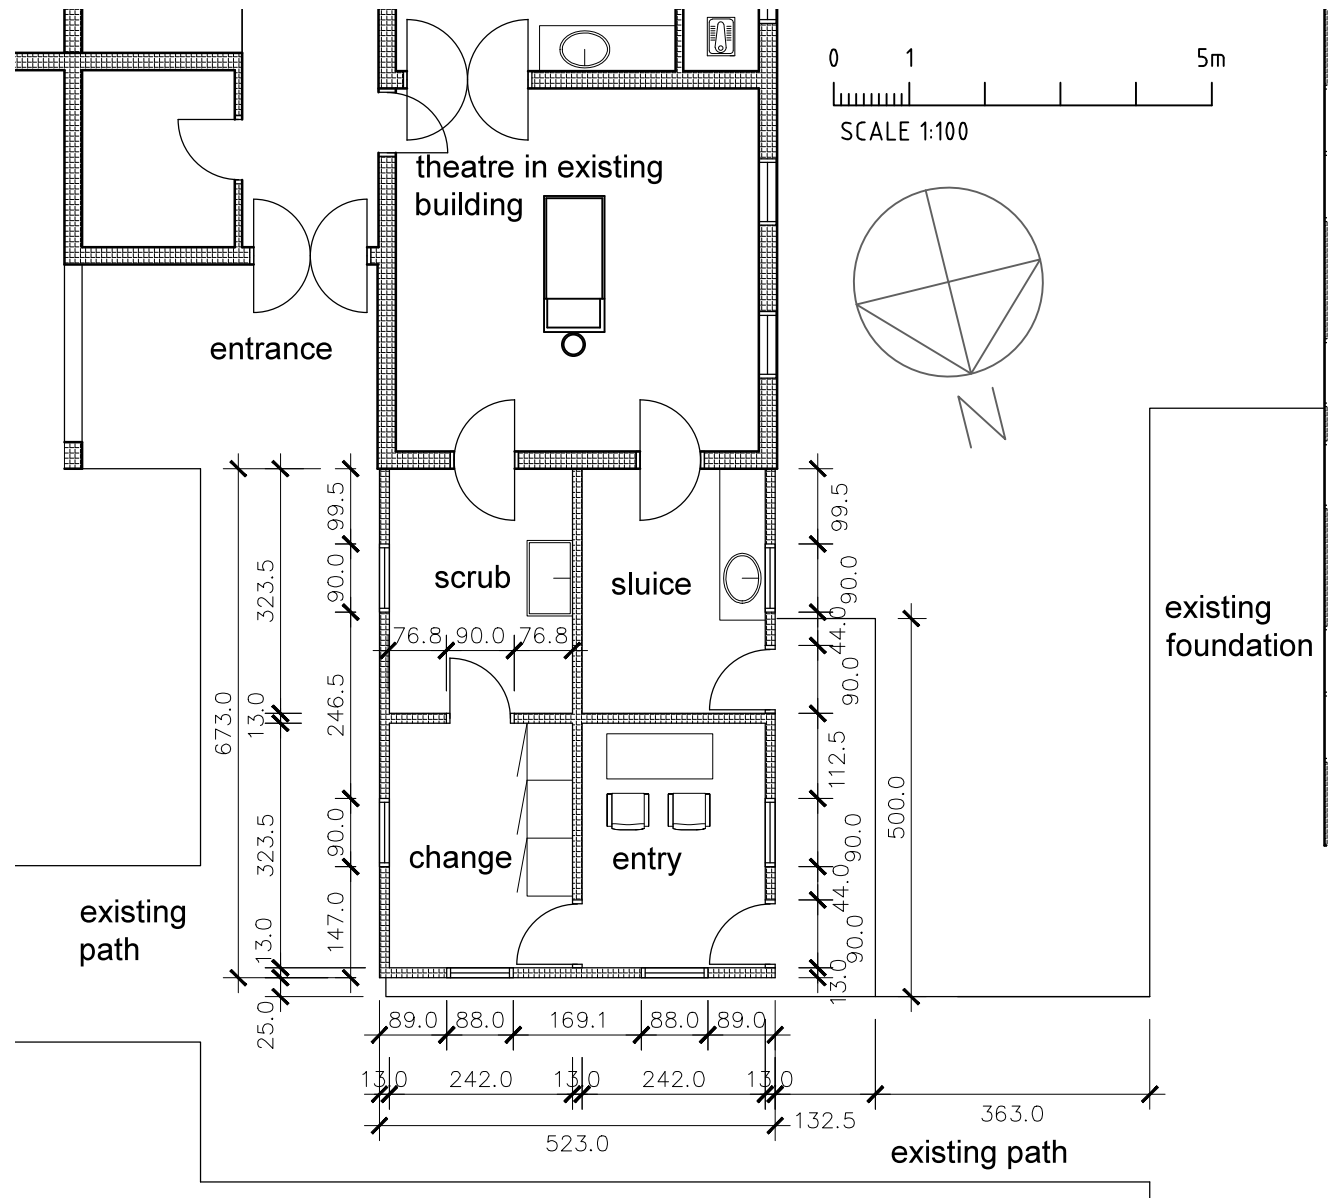 0 1 5m
SCALE 1:100
theatre in existing
building
entrance
N
99.5
90.0
246.5
90.0
147.0
323.5
13.0
323.5
13.0
25.0
673.0
scrub
sluice
76.8 90.0 76.8
99.5
90.0
44.0
90.0
112.5
90.0
44.0
90.0
13.0
500.0
existing
foundation
change
entry
existing
path
89.0 88.0 169.1 88.0 89.0
13.0 242.0 13.0 242.0 13.0
132.5 363.0
523.0
existing path